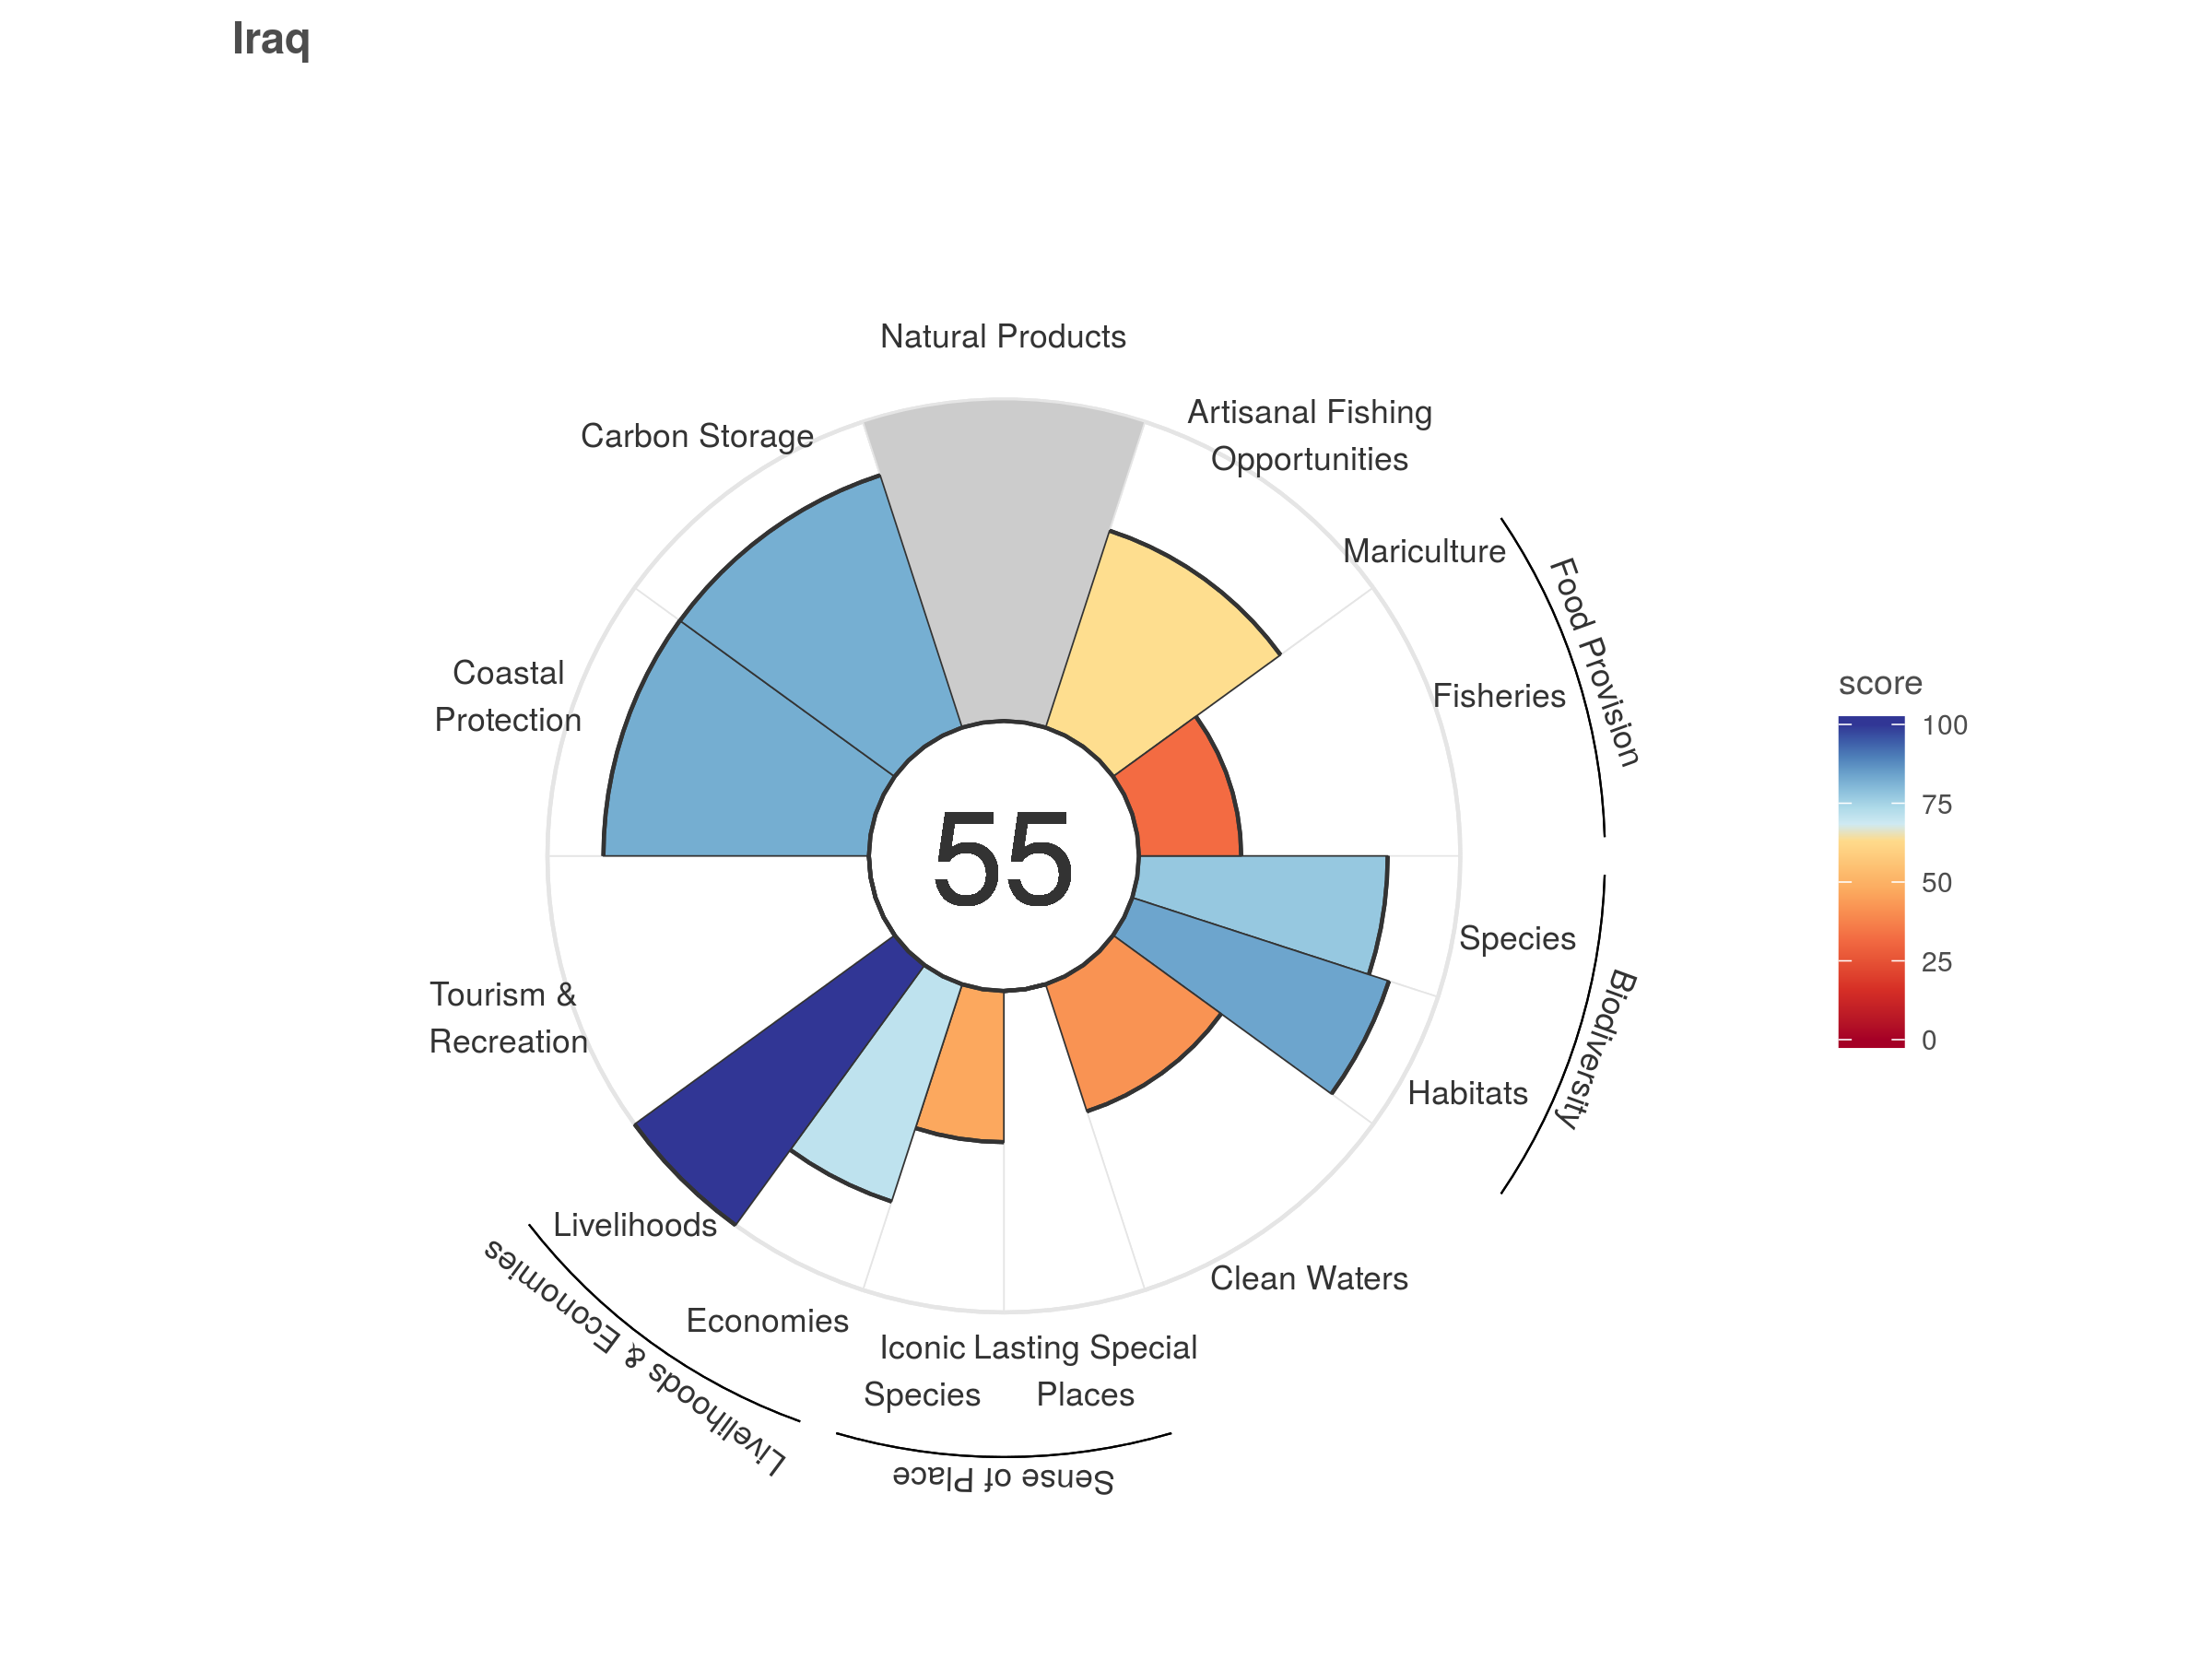 Iraq
Natural Products
Artisanal Fishing
Opportunities
Carbon Storage
Mariculture
Food Provision
Fisheries
Coastal
Protection
score
100
75
50
25
0
55
Species
Biodiversity
Habitats
Tourism &
Recreation
Livelihoods
Livelihoods & Economies
Economies
Clean Waters
Iconic
Species
Lasting Special
Places
Sense of Place